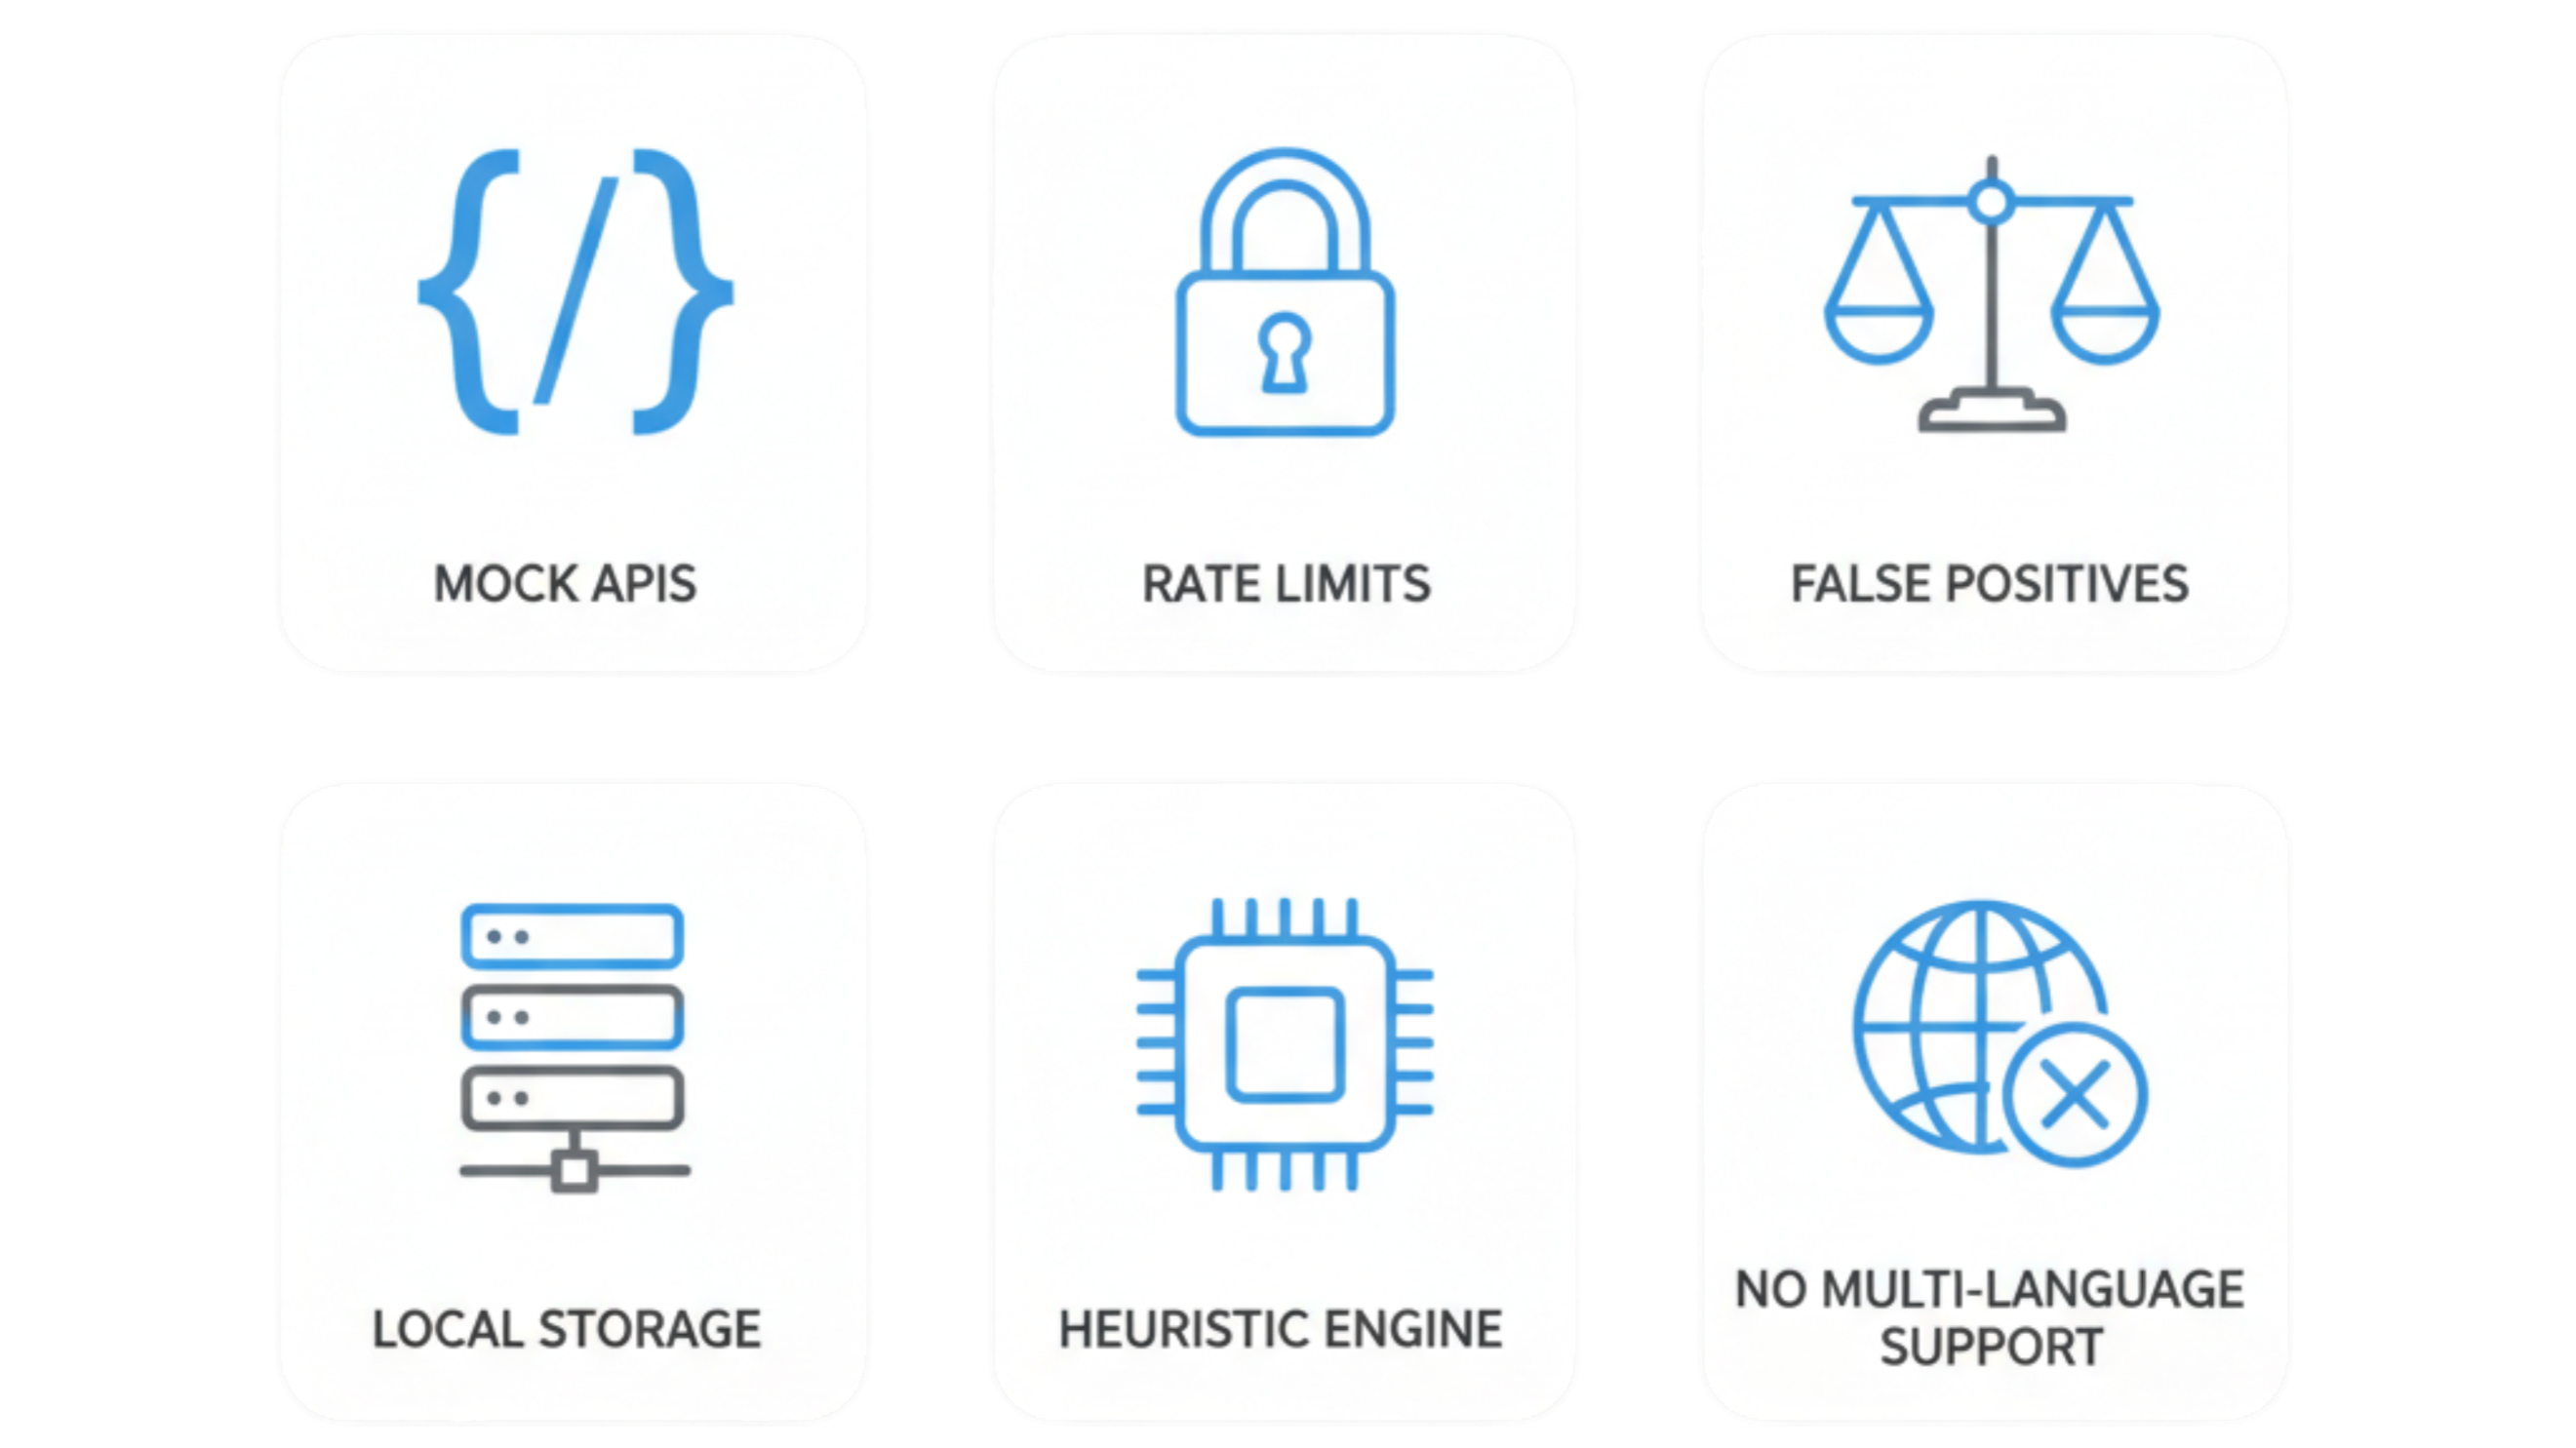 MOCK APIS
RATE LIMITS
FALSE POSITIVES
LOCAL STORAGE
HEURISTIC ENGINE
NO MULTI-LANGUAGE
SUPPORT